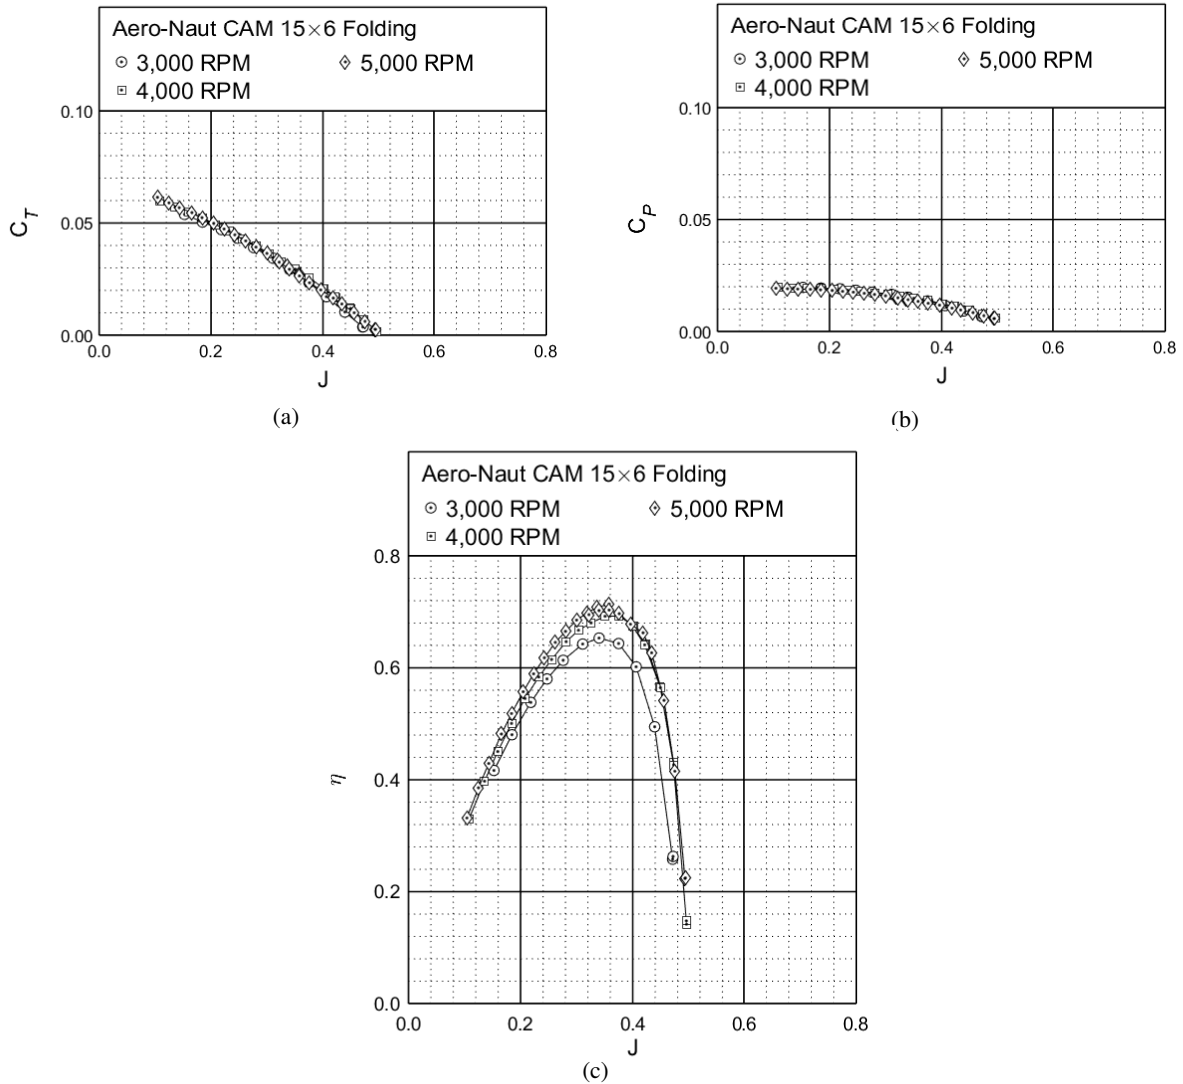 Aero-Naut CAM 15×6 Folding
3,000 RPM
5,000 RPM
4,000 RPM
0.10
0.05
0.00
C_T
0.0
0.2
0.4
0.6
0.8
J
(a)
Aero-Naut CAM 15×6 Folding
3,000 RPM
5,000 RPM
4,000 RPM
0.10
0.05
0.00
C_P
0.0
0.2
0.4
0.6
0.8
J
(b)
Aero-Naut CAM 15×6 Folding
3,000 RPM
5,000 RPM
4,000 RPM
0.8
0.6
0.4
0.2
0.0
η
0.0
0.2
0.4
0.6
0.8
J
(c)